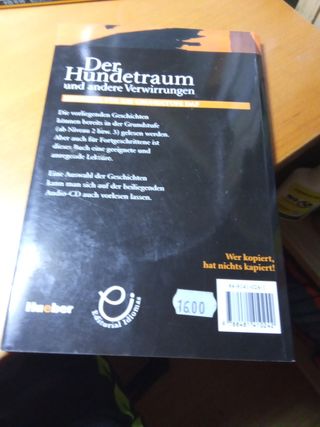 Der
Hundetraum
und andere Verwirrungen
Die vorliegenden Geschichten
können bereits in der Grundstufe
(ab Niveau 2 bzw. 3) gelesen werden.
Aber auch für Fortgeschrittene ist
dieses Buch eine geeignete und
anregende Lektüre.
Eine Auswahl der Geschichten
kann man sich auf der beiliegenden
Audio-CD auch vorlesen lassen.
Wer kopiert,
hat nichts kapiert!
Hueber
e
Editorial Idiomas
16.00